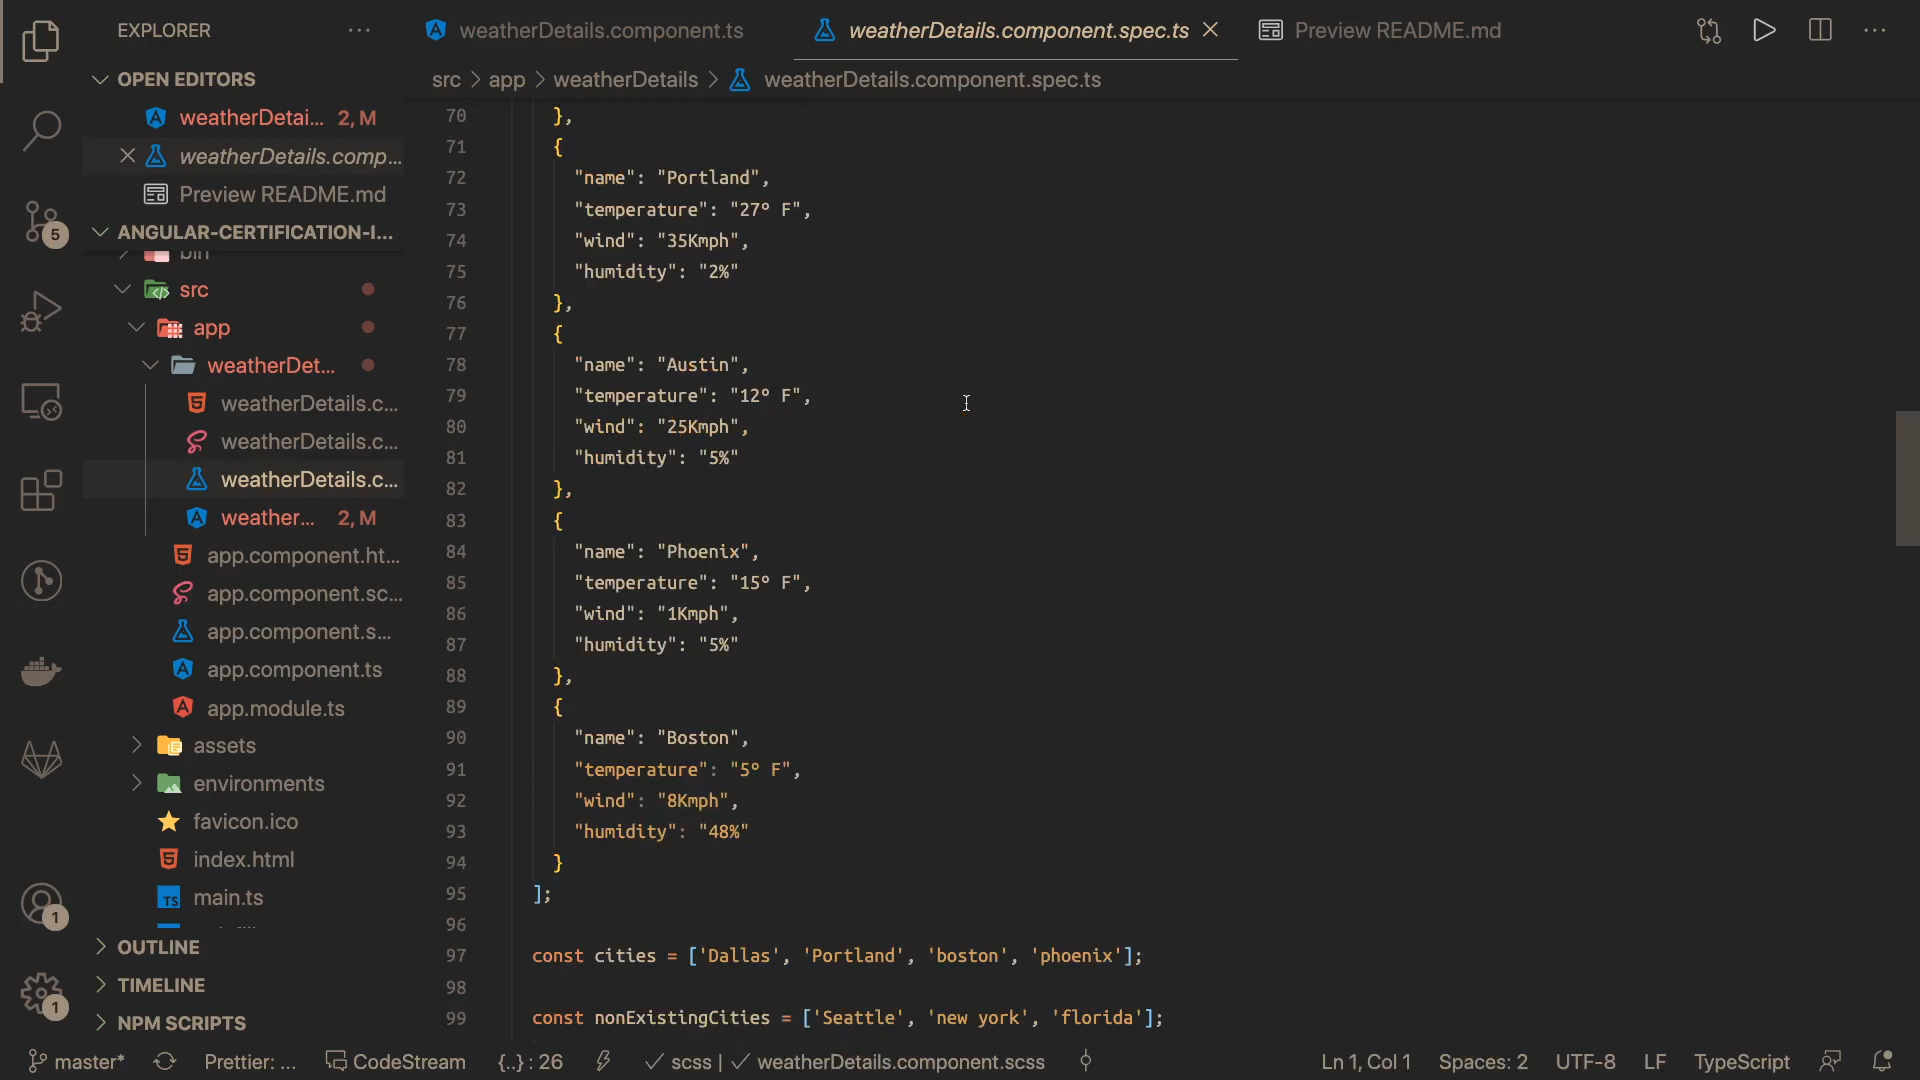 EXPLORER
weatherDetails.component.ts
weatherDetails.component.spec.ts
Preview README.md
OPEN EDITORS
src > app > weatherDetails > weatherDetails.component.spec.ts
weatherDetai... 2, M
weatherDetails.comp...
Preview README.md
ANGULAR-CERTIFICATION-I...
bin
src
app
weatherDet...
weatherDetails.c...
weatherDetails.c...
weatherDetails.c...
weather... 2, M
app.component.ht...
app.component.sc...
app.component.s...
app.component.ts
app.module.ts
assets
environments
favicon.ico
index.html
main.ts
OUTLINE
TIMELINE
NPM SCRIPTS
5
1
1
70 },
71 {
72 "name": "Portland",
73 "temperature": "27º F",
74 "wind": "35Kmph",
75 "humidity": "2%"
76 },
77 {
78 "name": "Austin",
79 "temperature": "12º F",
80 "wind": "25Kmph",
81 "humidity": "5%"
82 },
83 {
84 "name": "Phoenix",
85 "temperature": "15º F",
86 "wind": "1Kmph",
87 "humidity": "5%"
88 },
89 {
90 "name": "Boston",
91 "temperature": "5º F",
92 "wind": "8Kmph",
93 "humidity": "48%"
94 }
95 ];
96
97 const cities = ['Dallas', 'Portland', 'boston', 'phoenix'];
98
99 const nonExistingCities = ['Seattle', 'new york', 'florida'];
master* Prettier: ... CodeStream {..} : 26 scss | weatherDetails.component.scss Ln 1, Col 1 Spaces: 2 UTF-8 LF TypeScript